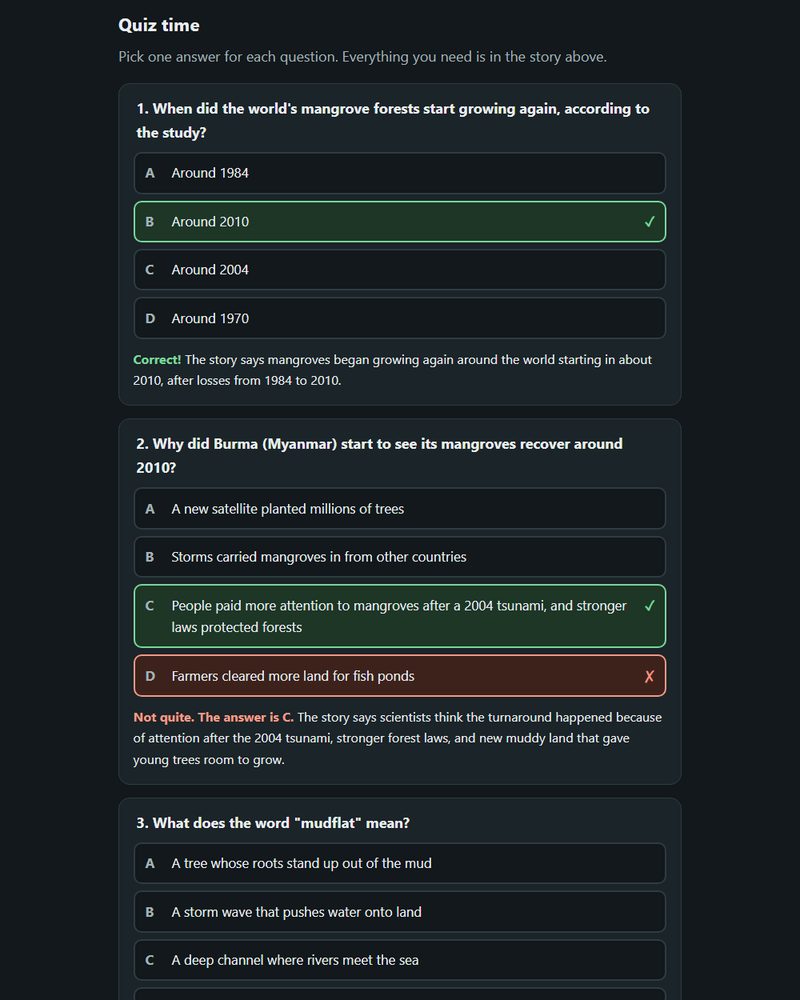 Quiz time
Pick one answer for each question. Everything you need is in the story above.
1. When did the world's mangrove forests start growing again, according to
the study?
A Around 1984
B Around 2010 ✓
C Around 2004
D Around 1970
Correct! The story says mangroves began growing again around the world starting in about
2010, after losses from 1984 to 2010.
2. Why did Burma (Myanmar) start to see its mangroves recover around
2010?
A A new satellite planted millions of trees
B Storms carried mangroves in from other countries
C People paid more attention to mangroves after a 2004 tsunami, and stronger ✓
laws protected forests
D Farmers cleared more land for fish ponds ✗
Not quite. The answer is C. The story says scientists think the turnaround happened because
of attention after the 2004 tsunami, stronger forest laws, and new muddy land that gave
young trees room to grow.
3. What does the word "mudflat" mean?
A A tree whose roots stand up out of the mud
B A storm wave that pushes water onto land
C A deep channel where rivers meet the sea